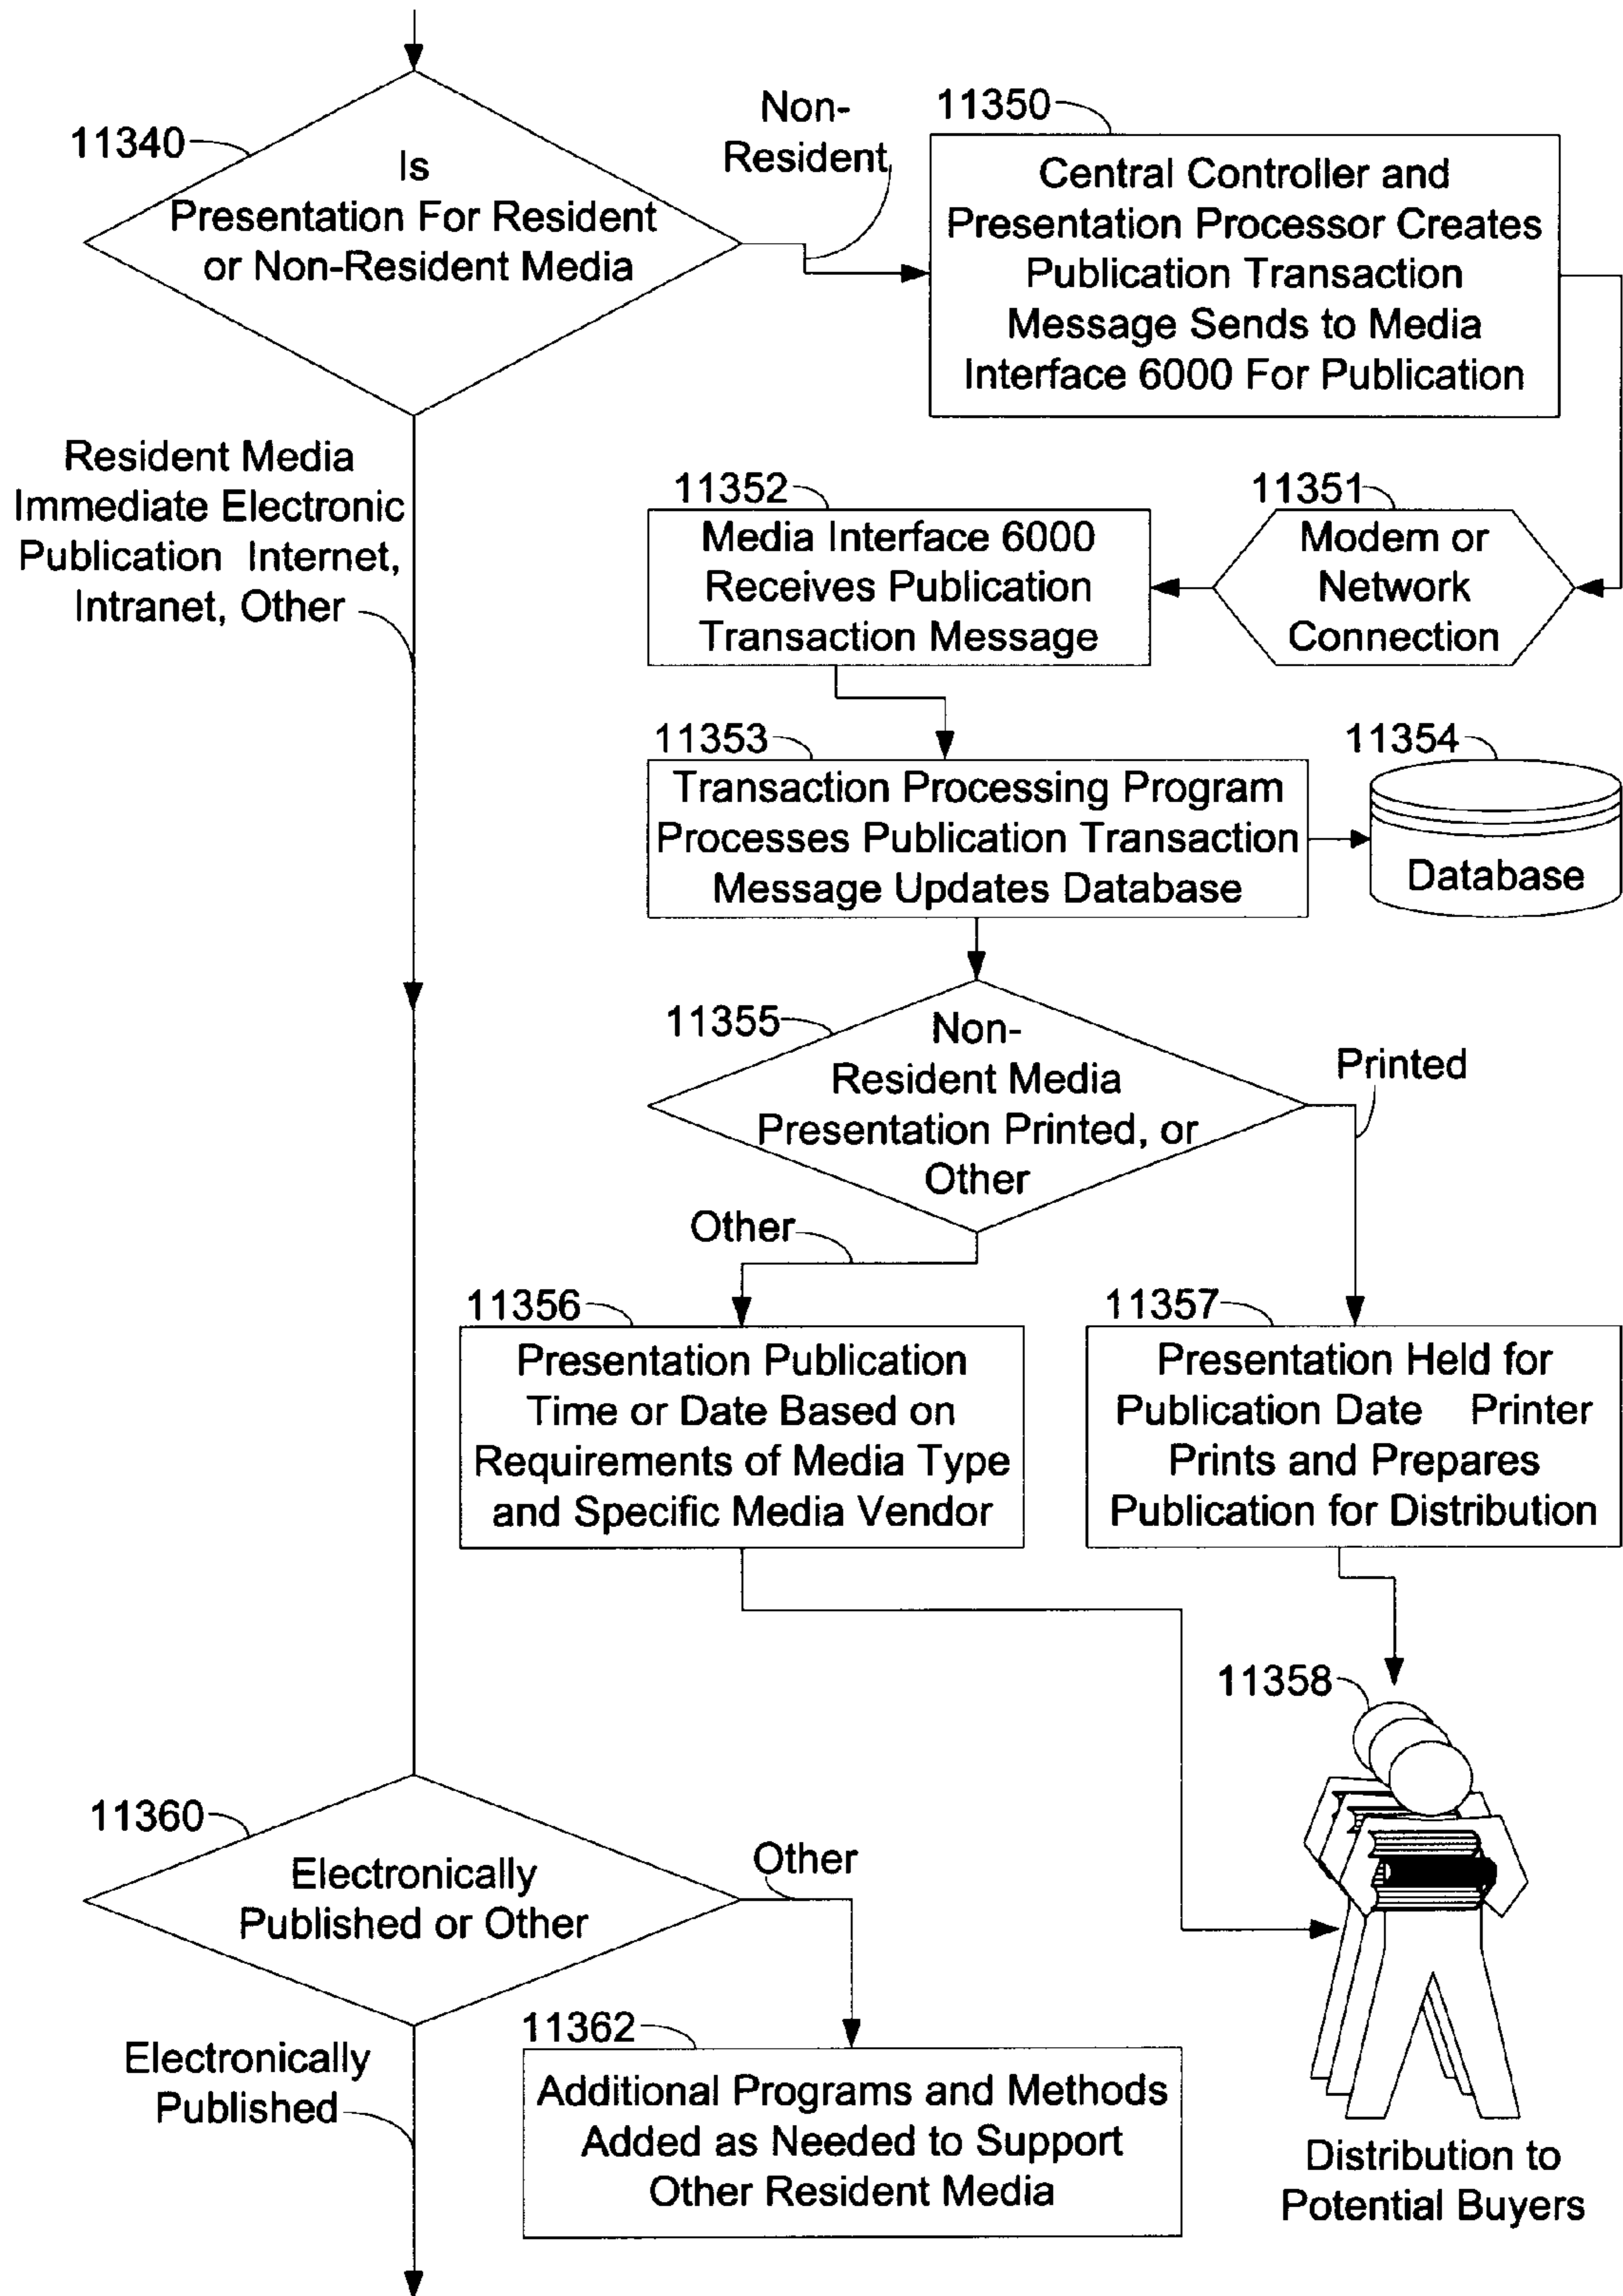 11340
Is
Presentation For Resident
or Non-Resident Media
Non-
Resident
11350
Central Controller and
Presentation Processor Creates
Publication Transaction
Message Sends to Media
Interface 6000 For Publication
Resident Media
Immediate Electronic
Publication Internet,
Intranet, Other
11351
Modem or
Network
Connection
11352
Media Interface 6000
Receives Publication
Transaction Message
11353
Transaction Processing Program
Processes Publication Transaction
Message Updates Database
11354
Database
11355
Non-
Resident Media
Presentation Printed, or
Other
Printed
Other
11356
Presentation Publication
Time or Date Based on
Requirements of Media Type
and Specific Media Vendor
11357
Presentation Held for
Publication Date Printer
Prints and Prepares
Publication for Distribution
11358
Distribution to
Potential Buyers
11360
Electronically
Published or Other
Other
Electronically
Published
11362
Additional Programs and Methods
Added as Needed to Support
Other Resident Media